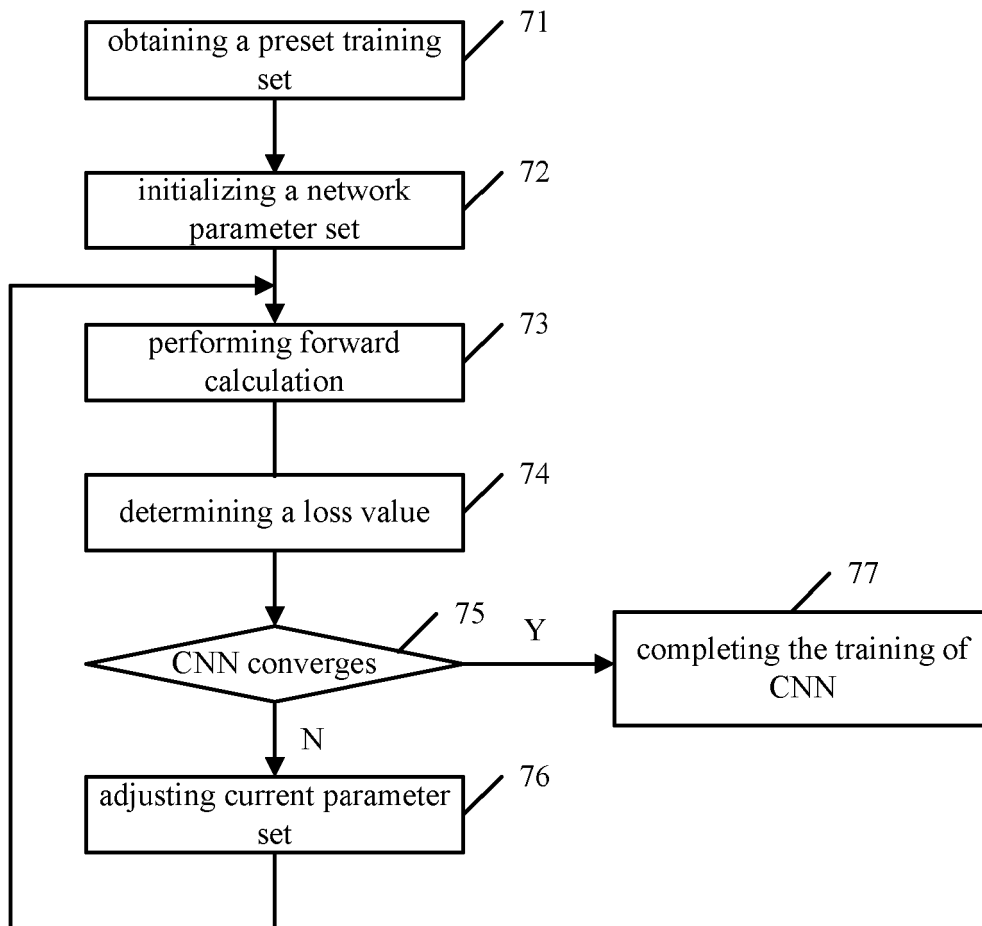 71
obtaining a preset training
set
72
initializing a network
parameter set
73
performing forward
calculation
74
determining a loss value
75
CNN converges
Y
77
completing the training of
CNN
N
76
adjusting current parameter
set